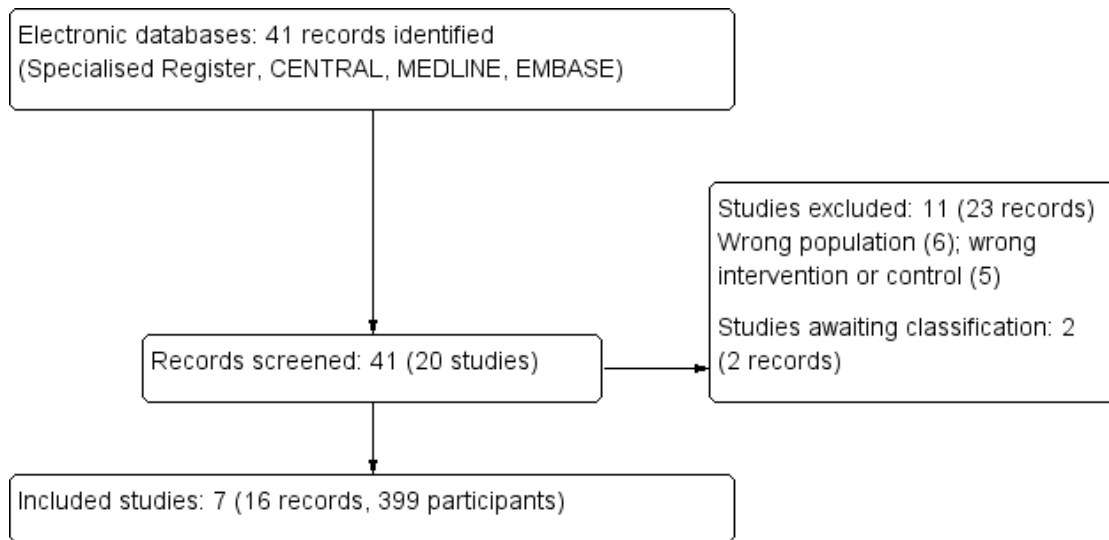 Electronic databases: 41 records identified
(Specialised Register, CENTRAL, MEDLINE, EMBASE)
Studies excluded: 11 (23 records)
Wrong population (6); wrong
intervention or control (5)
Studies awaiting classification: 2
(2 records)
Records screened: 41 (20 studies)
Included studies: 7 (16 records, 399 participants)